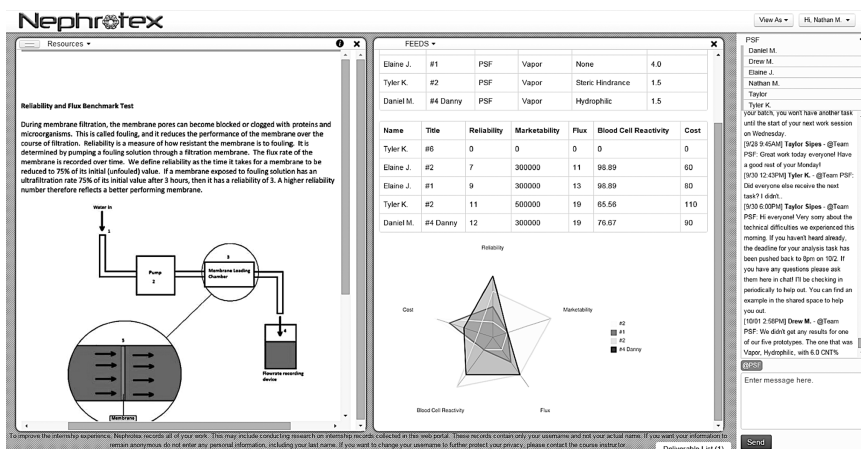 Nephrotex
View As
Hi, Nathan M.
Resources
Reliability and Flux Benchmark Test
During membrane filtration, the membrane pores can become blocked or clogged with proteins and
microorganisms. This is called fouling, and it reduces the performance of the membrane over the
course of filtration. Reliability is a measure of how resistant the membrane is to fouling. It is
determined by pumping a fouling solution through a filtration membrane. The flux rate of the
membrane is recorded over time. We define reliability as the time it takes for a membrane to be
reduced to 75% of its initial (unfouled) value. If a membrane exposed to fouling solution has an
ultrafiltration rate 75% of its initial value after 3 hours, then it has a reliability of 3. A higher reliability
number therefore reflects a better performing membrane.
Water in
1
Pump
2
3
Membrane Loading
Chamber
4
Flowrate recording
device
5
Membrane
FEEDS
Elaine J. #1 PSF Vapor None 4.0
Tyler K. #2 PSF Vapor Steric Hindrance 1.5
Daniel M. #4 Danny PSF Vapor Hydrophilic 1.5
Name Title Reliability Marketability Flux Blood Cell Reactivity Cost
Tyler K. #6 0 0 0 0 0
Elaine J. #2 7 300000 11 98.89 60
Elaine J. #1 9 300000 13 98.89 80
Tyler K. #2 11 500000 19 65.56 110
Daniel M. #4 Danny 12 300000 19 76.67 90
Reliability
Cost
Marketability
#2
#1
#2
#4 Danny
Blood Cell Reactivity
Flux
PSF
Daniel M.
Drew M.
Elaine J.
Nathan M.
Taylor
Tyler K.
your batch, you won't have another task
until the start of your next work session
on Wednesday.
[9/28 9:45AM] Taylor Sipes - @Team
PSF: Great work today everyone! Have
a good rest of your Monday!
[9/30 12:43PM] Tyler K. - @Team PSF:
Did everyone else receive the next
task? I didn't..
[9/30 6:00PM] Taylor Sipes - @Team
PSF: Hi everyone! Very sorry about the
technical difficulties we experienced this
morning. If you haven't heard already,
the deadline for your analysis task has
been pushed back to 8pm on 10/2. If
you have any questions please ask
them here in chat! I'll be checking in
periodically to help out. You can find an
example in the shared space to help
you out.
[10/01 2:58PM] Drew M. - @Team
PSF: We didn't get any results for one
of our five prototypes. The one that was
Vapor, Hydrophilic, with 6.0 CNT%
@PSF
Enter message here.
Send
To improve the internship experience, Nephrotex records all of your work. This may include conducting research on internship records collected in this web portal. These records contain only your username and not your actual name. If you want your information to
remain anonymous do not enter any personal information, including your last name. If you want to change your username to further protect your privacy, please contact the course instructor.
Deliverable List (1)